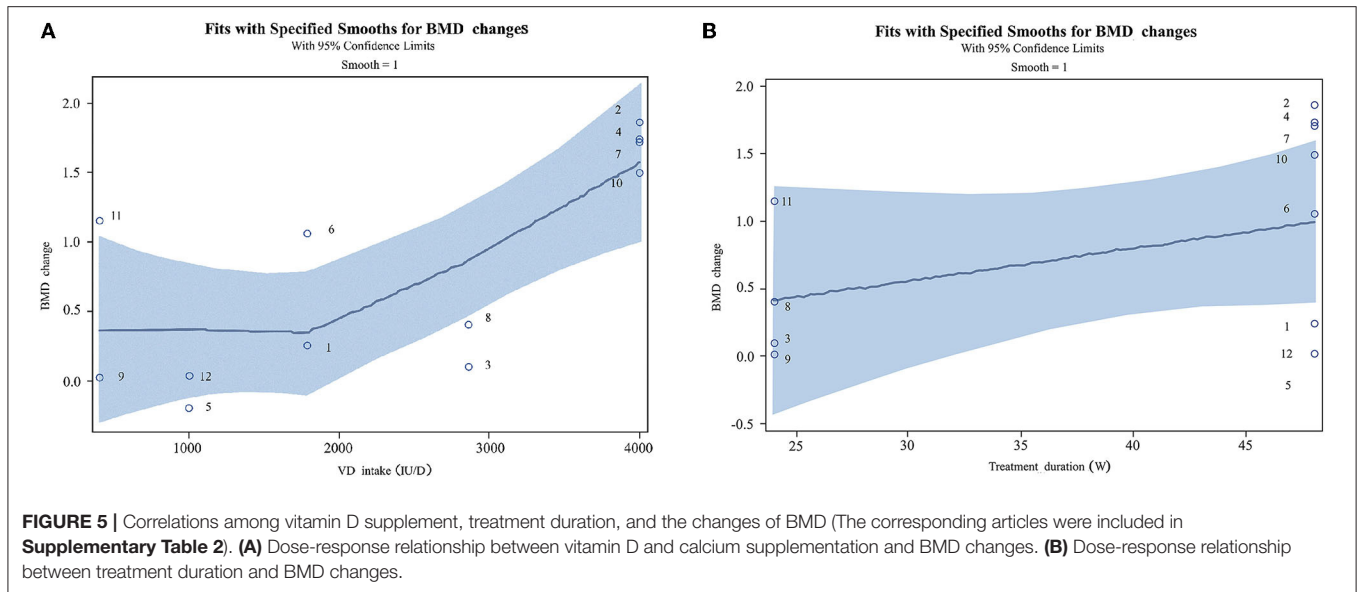 A
Fits with Specified Smooths for BMD changes
With 95% Confidence Limits
Smooth = 1
2.0
1.5
1.0
0.5
0.0
BMD change
11
9
12
5
6
1
8
3
2
4
7
10
1000
2000
3000
4000
VD intake (IU/D)
B
Fits with Specified Smooths for BMD changes
With 95% Confidence Limits
Smooth = 1
2.0
1.5
1.0
0.5
0.0
-0.5
BMD change
11
8
3
9
2
4
7
10
6
1
12
5
25
30
35
40
45
Treatment duration (W)
FIGURE 5 | Correlations among vitamin D supplement, treatment duration, and the changes of BMD (The corresponding articles were included in
Supplementary Table 2). (A) Dose-response relationship between vitamin D and calcium supplementation and BMD changes. (B) Dose-response relationship
between treatment duration and BMD changes.